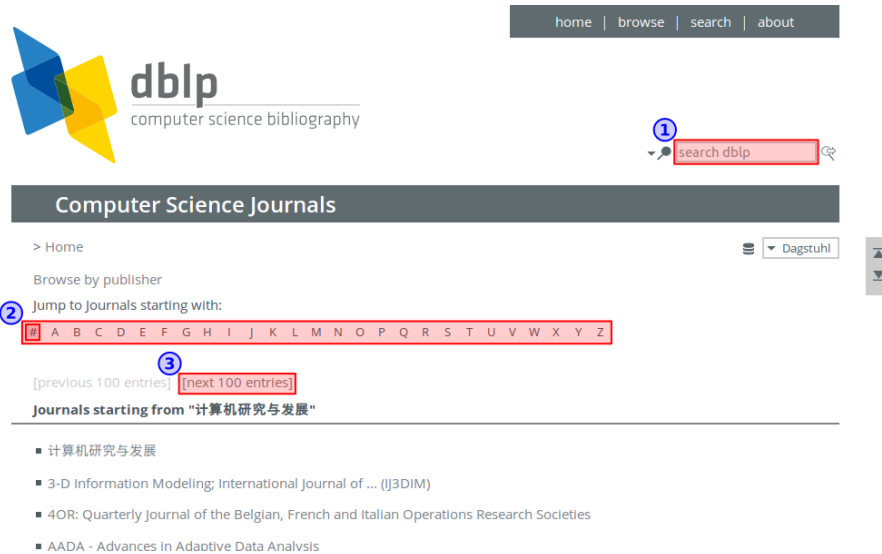 home | browse | search | about
dblp
computer science bibliography
1
search dblp
Computer Science Journals
> Home
Dagstuhl
Browse by publisher
Jump to Journals starting with:
2
# A B C D E F G H I J K L M N O P Q R S T U V W X Y Z
3
[previous 100 entries] [next 100 entries]
Journals starting from "计算机研究与发展"
计算机研究与发展
3-D Information Modeling; International Journal of ... (IJ3DIM)
4OR: Quarterly Journal of the Belgian, French and Italian Operations Research Societies
AADA - Advances in Adaptive Data Analysis